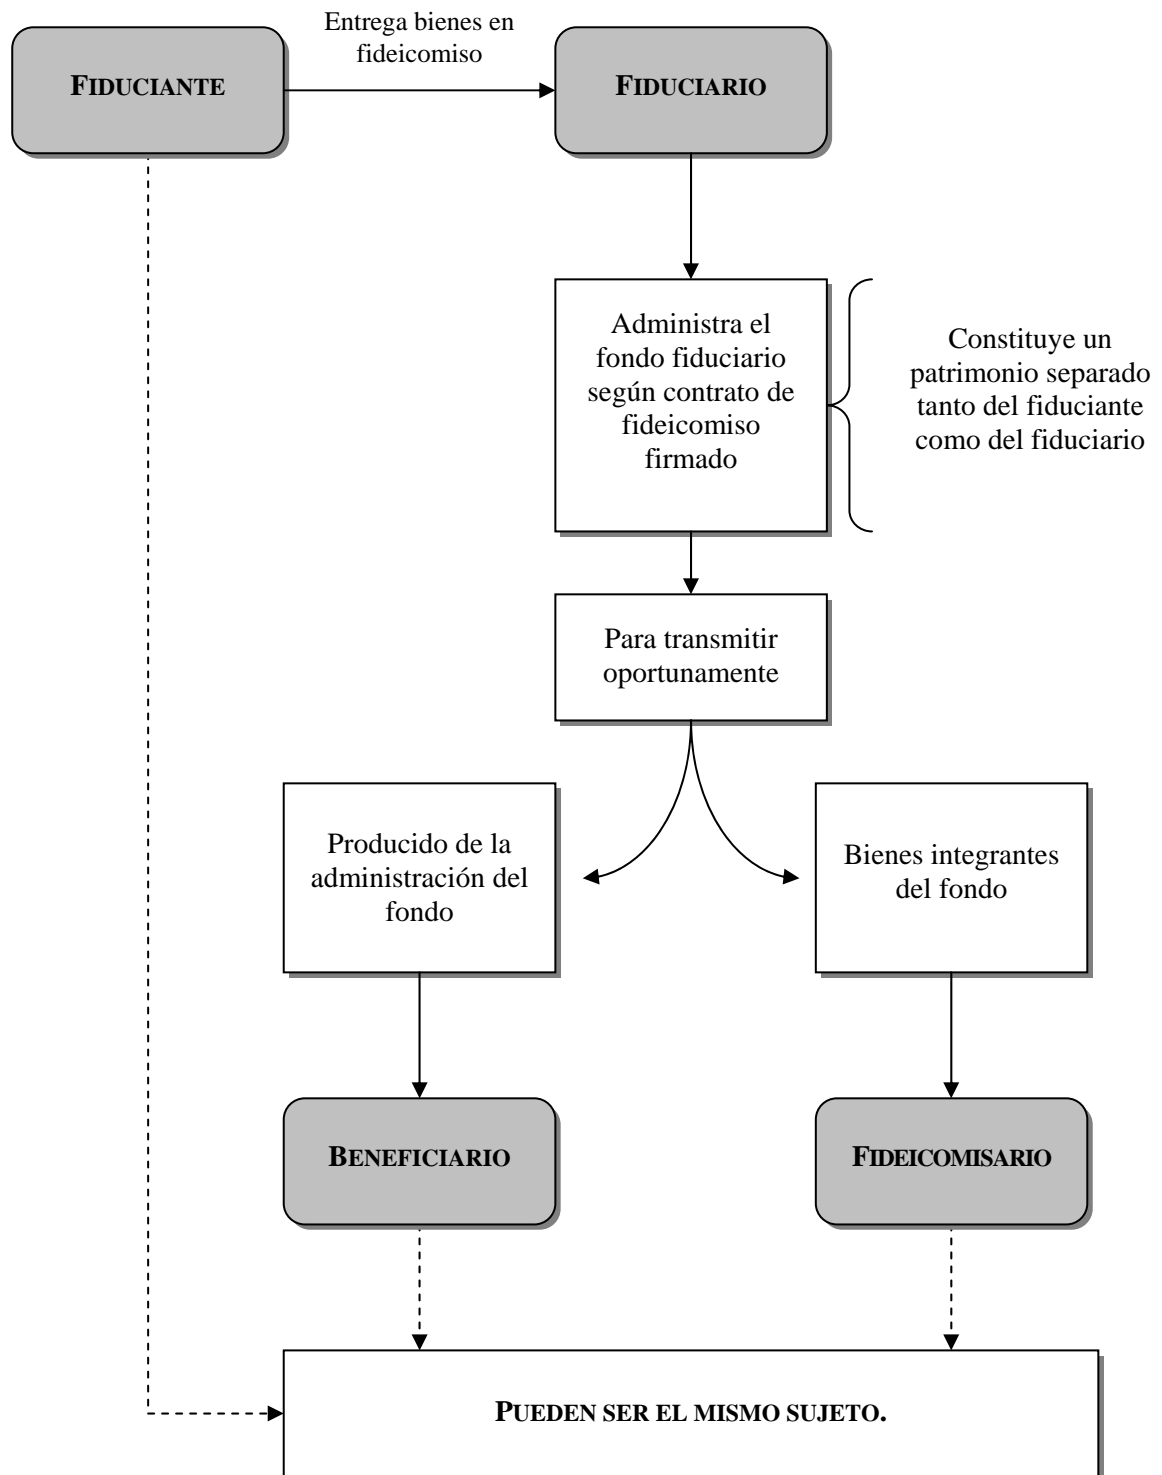 Entrega bienes en
fideicomiso
FIDUCIANTE
FIDUCIARIO
Administra el
fondo fiduciario
según contrato de
fideicomiso
firmado
Constituye un
patrimonio separado
tanto del fiduciante
como del fiduciario
Para transmitir
oportunamente
Producido de la
administración del
fondo
Bienes integrantes
del fondo
BENEFICIARIO
FIDEICOMISARIO
PUEDEN SER EL MISMO SUJETO.